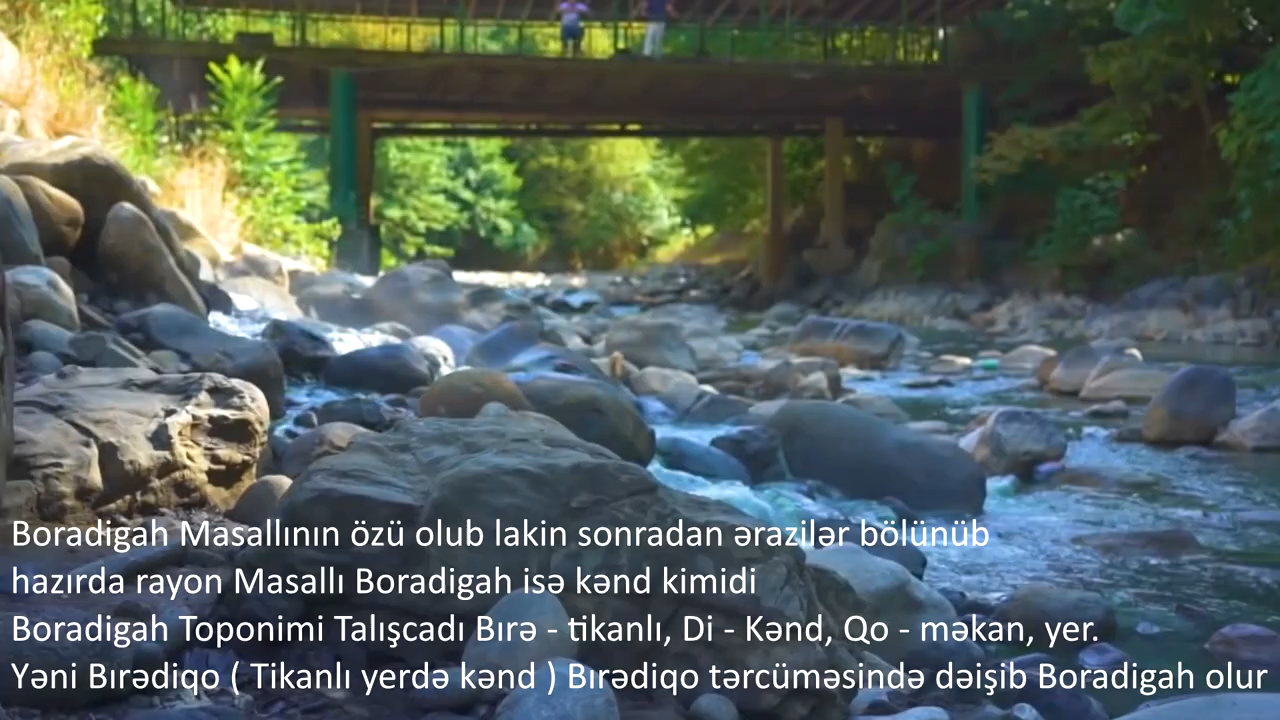 Boradigah Masallının özü olub lakin sonradan ərazilər bölünüb
hazırda rayon Masallı Boradigah isə kənd kimidi
Boradigah Toponimi Talışcadı Bırə - tikanlı, Di - Kənd, Qo - məkan, yer.
Yəni Bırədiqo ( Tikanlı yerdə kənd ) Bırədiqo tərcüməsində dəişib Boradigah olur